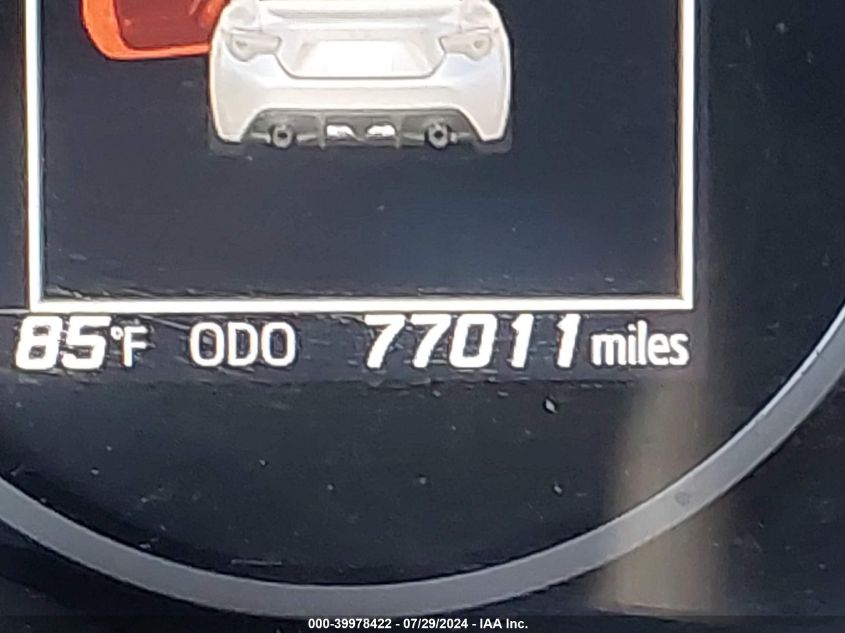 85°F ODO 77011 miles
000-39978422 - 07/29/2024 - IAA Inc.